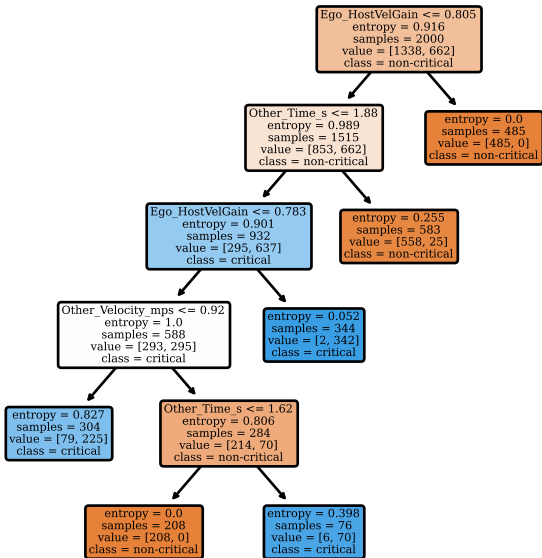 Ego_HostVelGain <= 0.805
entropy = 0.916
samples = 2000
value = [1338, 662]
class = non-critical
Other_Time_s <= 1.88
entropy = 0.989
samples = 1515
value = [853, 662]
class = non-critical
entropy = 0.0
samples = 485
value = [485, 0]
class = non-critical
Ego_HostVelGain <= 0.783
entropy = 0.901
samples = 932
value = [295, 637]
class = critical
entropy = 0.255
samples = 583
value = [558, 25]
class = non-critical
Other_Velocity_mps <= 0.92
entropy = 1.0
samples = 588
value = [293, 295]
class = critical
entropy = 0.052
samples = 344
value = [2, 342]
class = critical
entropy = 0.827
samples = 304
value = [79, 225]
class = critical
Other_Time_s <= 1.62
entropy = 0.806
samples = 284
value = [214, 70]
class = non-critical
entropy = 0.0
samples = 208
value = [208, 0]
class = non-critical
entropy = 0.398
samples = 76
value = [6, 70]
class = critical